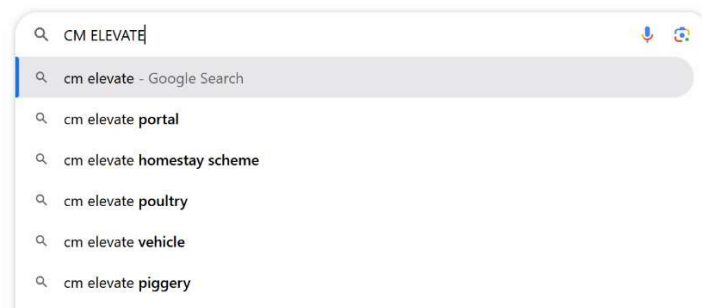 CM ELEVATE
cm elevate - Google Search
cm elevate portal
cm elevate homestay scheme
cm elevate poultry
cm elevate vehicle
cm elevate piggery